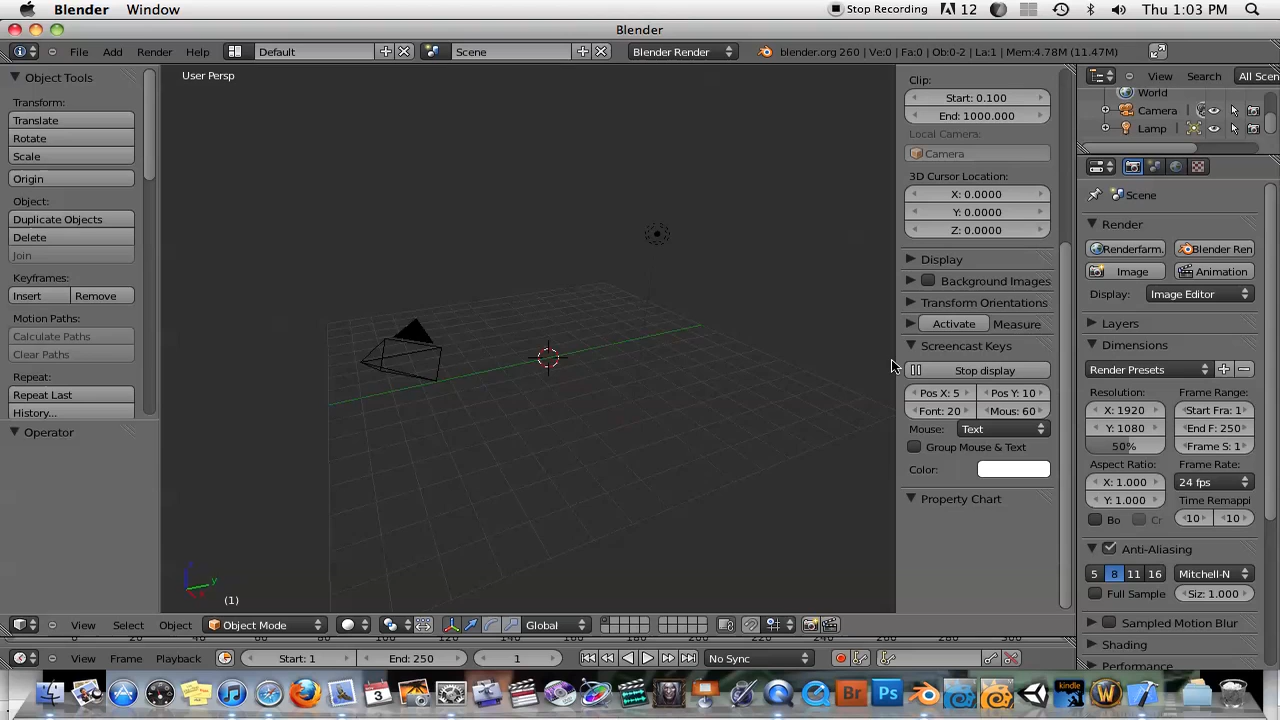 Blender Window Stop Recording 12 Thu 1:03 PM
Blender
File Add Render Help Default Scene Blender Render blender.org 260 | Ve:0 | Fa:0 | Ob:0-2 | La:1 | Mem:4.78M (11.47M)
Object Tools
Transform:
Translate
Rotate
Scale
Origin
Object:
Duplicate Objects
Delete
Join
Keyframes:
Insert Remove
Motion Paths:
Calculate Paths
Clear Paths
Repeat:
Repeat Last
History...
Operator
User Persp
y
(1)
Clip:
Start: 0.100
End: 1000.000
Local Camera:
Camera
3D Cursor Location:
X: 0.0000
Y: 0.0000
Z: 0.0000
Display
Background Images
Transform Orientations
Activate Measure
Screencast Keys
Stop display
Pos X: 5 Pos Y: 10
Font: 20 Mous: 60
Mouse: Text
Group Mouse & Text
Color:
Property Chart
View Search All Scen
World
Camera
Lamp
Scene
Render
Renderfarm. Blender Ren
Image Animation
Display: Image Editor
Layers
Dimensions
Render Presets
Resolution: Frame Range:
X: 1920 Start Fra: 1
Y: 1080 End F: 250
50% Frame S: 1
Aspect Ratio: Frame Rate:
X: 1.000 24 fps
Y: 1.000 Time Remappi
Bo Cr 10 10
Anti-Aliasing
5 8 11 16 Mitchell-N
Full Sample Siz: 1.000
Sampled Motion Blur
Shading
Performance
View Select Object Object Mode Global
View Frame Playback Start: 1 End: 250 1 No Sync
3 Br Ps kindle